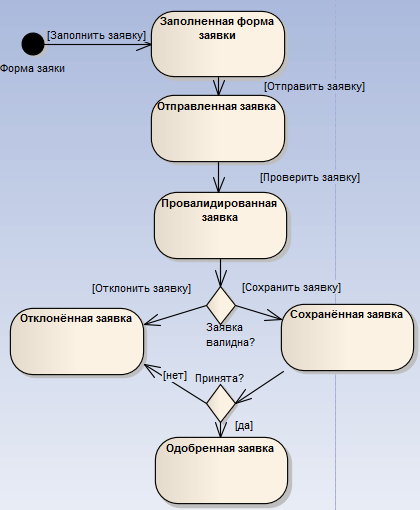 [Заполнить заявку]
Заполненная форма
заявки
Форма заяки
[Отправить заявку]
Отправленная заявка
[Проверить заявку]
Провалидированная
заявка
[Отклонить заявку]
[Сохранить заявку]
Отклонённая заявка
Заявка
валидна?
Сохранённая заявка
[нет]
Принята?
[да]
Одобренная заявка